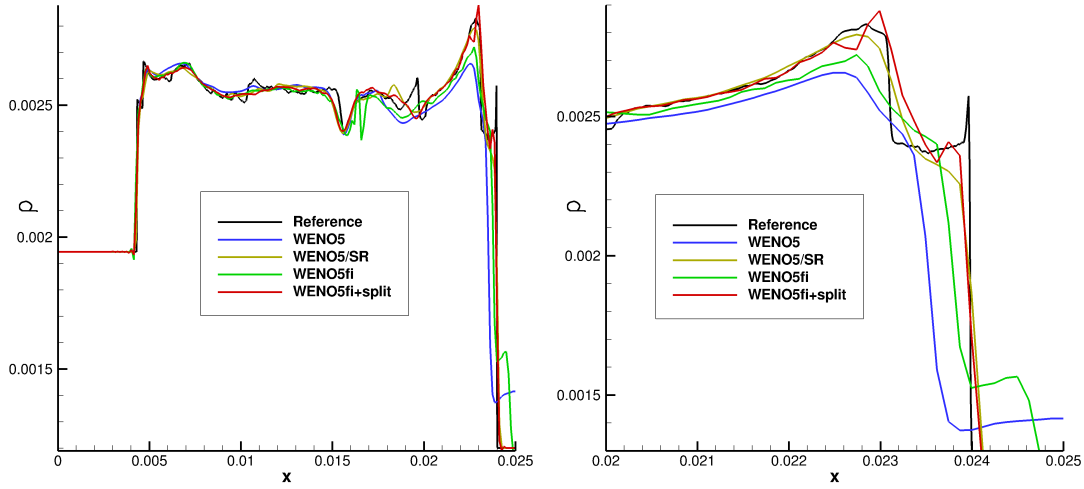 0.0025
0.002
0.0015
ρ
Reference
WENO5
WENO5/SR
WENO5fi
WENO5fi+split
0 0.005 0.01 0.015 0.02 0.025
x
0.0025
0.002
0.0015
ρ
Reference
WENO5
WENO5/SR
WENO5fi
WENO5fi+split
0.02 0.021 0.022 0.023 0.024 0.025
x